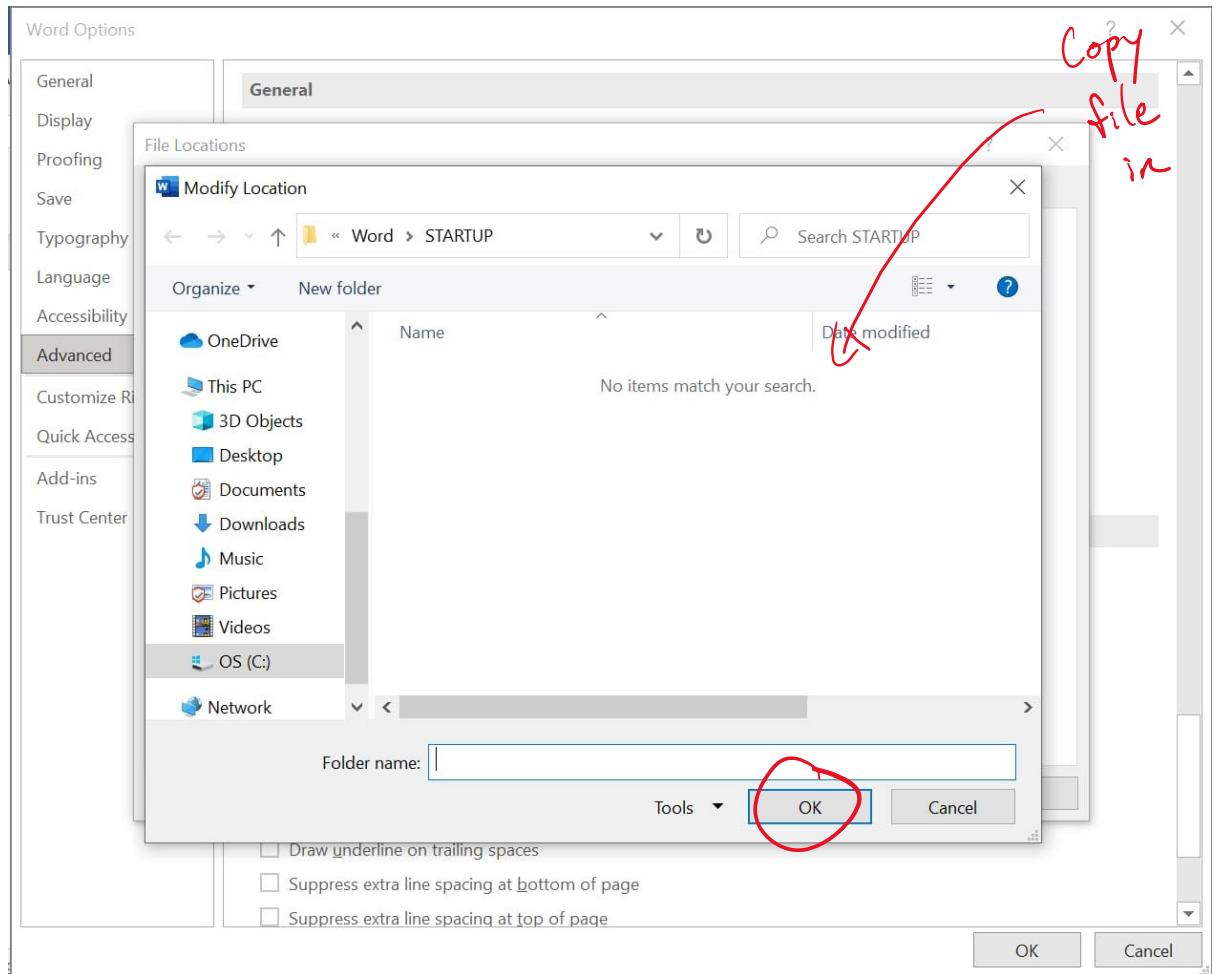 Word Options
?
Copy
file
in
General
Display
Proofing
Save
Typography
Language
Accessibility
Advanced
Customize Ri
Quick Access
Add-ins
Trust Center
General
File Locations
?
Modify Location
« Word > STARTUP
Search STARTUP
Organize
New folder
?
OneDrive
This PC
3D Objects
Desktop
Documents
Downloads
Music
Pictures
Videos
OS (C:)
Network
Name
Date modified
No items match your search.
Folder name:
Tools
OK
Cancel
Draw underline on trailing spaces
Suppress extra line spacing at bottom of page
Suppress extra line spacing at top of page
OK
Cancel